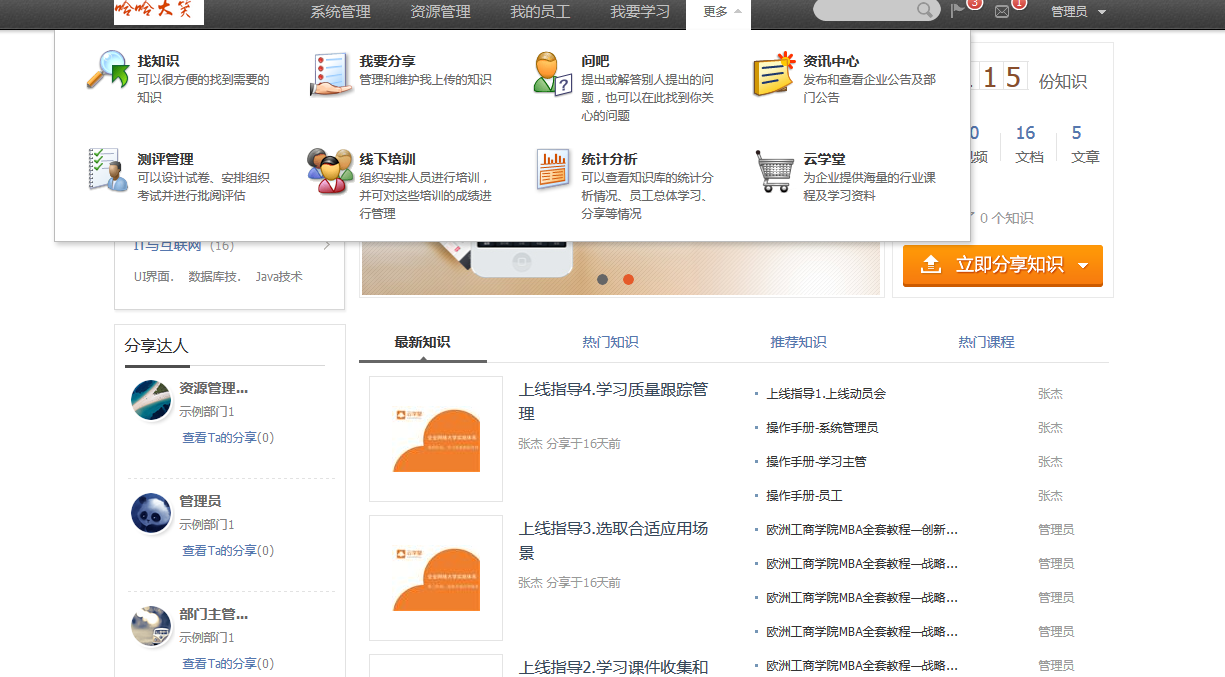 哈哈大笑
系统管理
资源管理
我的员工
我要学习
更多
3
1
管理员
找知识
可以很方便的找到需要的
知识
我要分享
管理和维护我上传的知识
问吧
提出或解答别人提出的问
题，也可以在此找到你关
心的问题
资讯中心
发布和查看企业公告及部
门公告
测评管理
可以设计试卷、安排组织
考试并进行批阅评估
线下培训
组织安排人员进行培训，
并可对这些培训的成绩进
行管理
统计分析
可以查看知识库的统计分
析情况、员工总体学习、
分享等情况
云学堂
为企业提供海量的行业课
程及学习资料
15 份知识
0
16
5
视频
文档
文章
0 个知识
立即分享知识
IT与互联网 (16)
UI界面. 数据库技. Java技术
分享达人
资源管理...
示例部门1
查看Ta的分享(0)
管理员
示例部门1
查看Ta的分享(0)
部门主管...
示例部门1
查看Ta的分享(0)
最新知识
热门知识
推荐知识
热门课程
云学堂
上线指导4.学习质量跟踪管
理
张杰 分享于16天前
云学堂
上线指导3.选取合适应用场
景
张杰 分享于16天前
上线指导2.学习课件收集和
上线指导1.上线动员会 张杰
操作手册-系统管理员 张杰
操作手册-学习主管 张杰
操作手册-员工 张杰
欧洲工商学院MBA全套教程—创新... 管理员
欧洲工商学院MBA全套教程—战略... 管理员
欧洲工商学院MBA全套教程—战略... 管理员
欧洲工商学院MBA全套教程—战略... 管理员
欧洲工商学院MBA全套教程—战略... 管理员